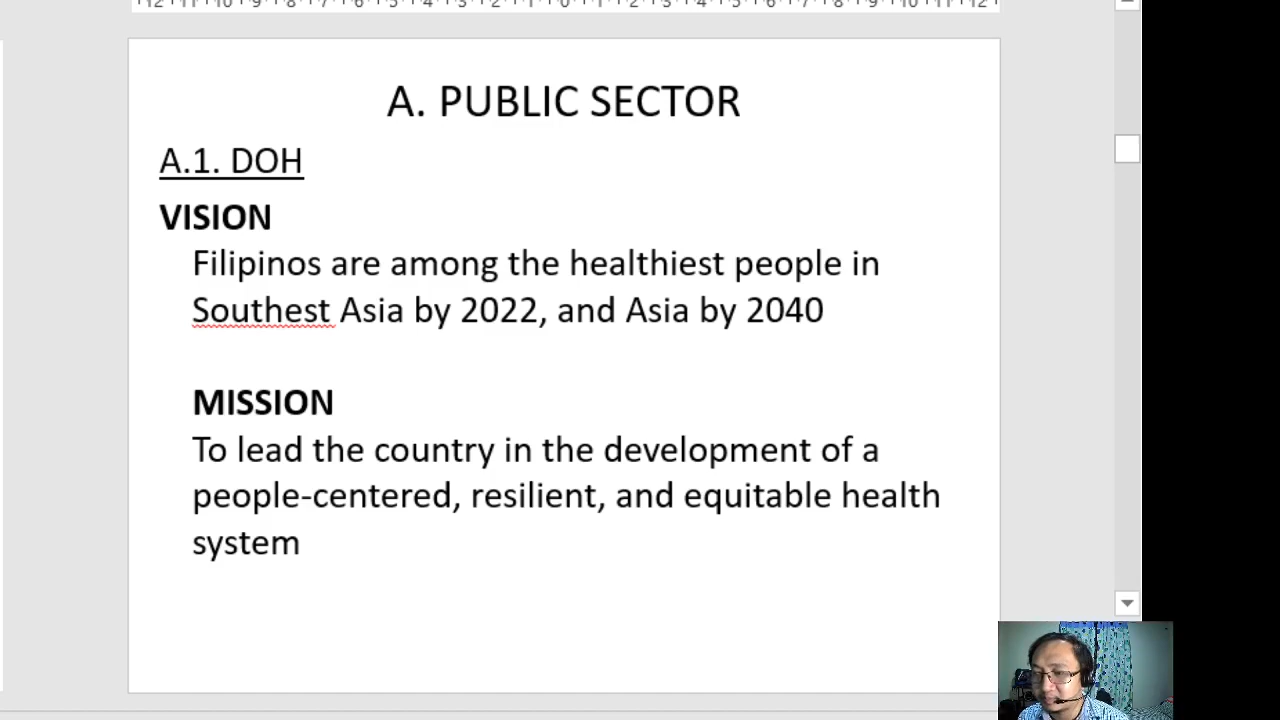 A. PUBLIC SECTOR
A.1. DOH
VISION
Filipinos are among the healthiest people in
Southest Asia by 2022, and Asia by 2040
MISSION
To lead the country in the development of a
people-centered, resilient, and equitable health
system